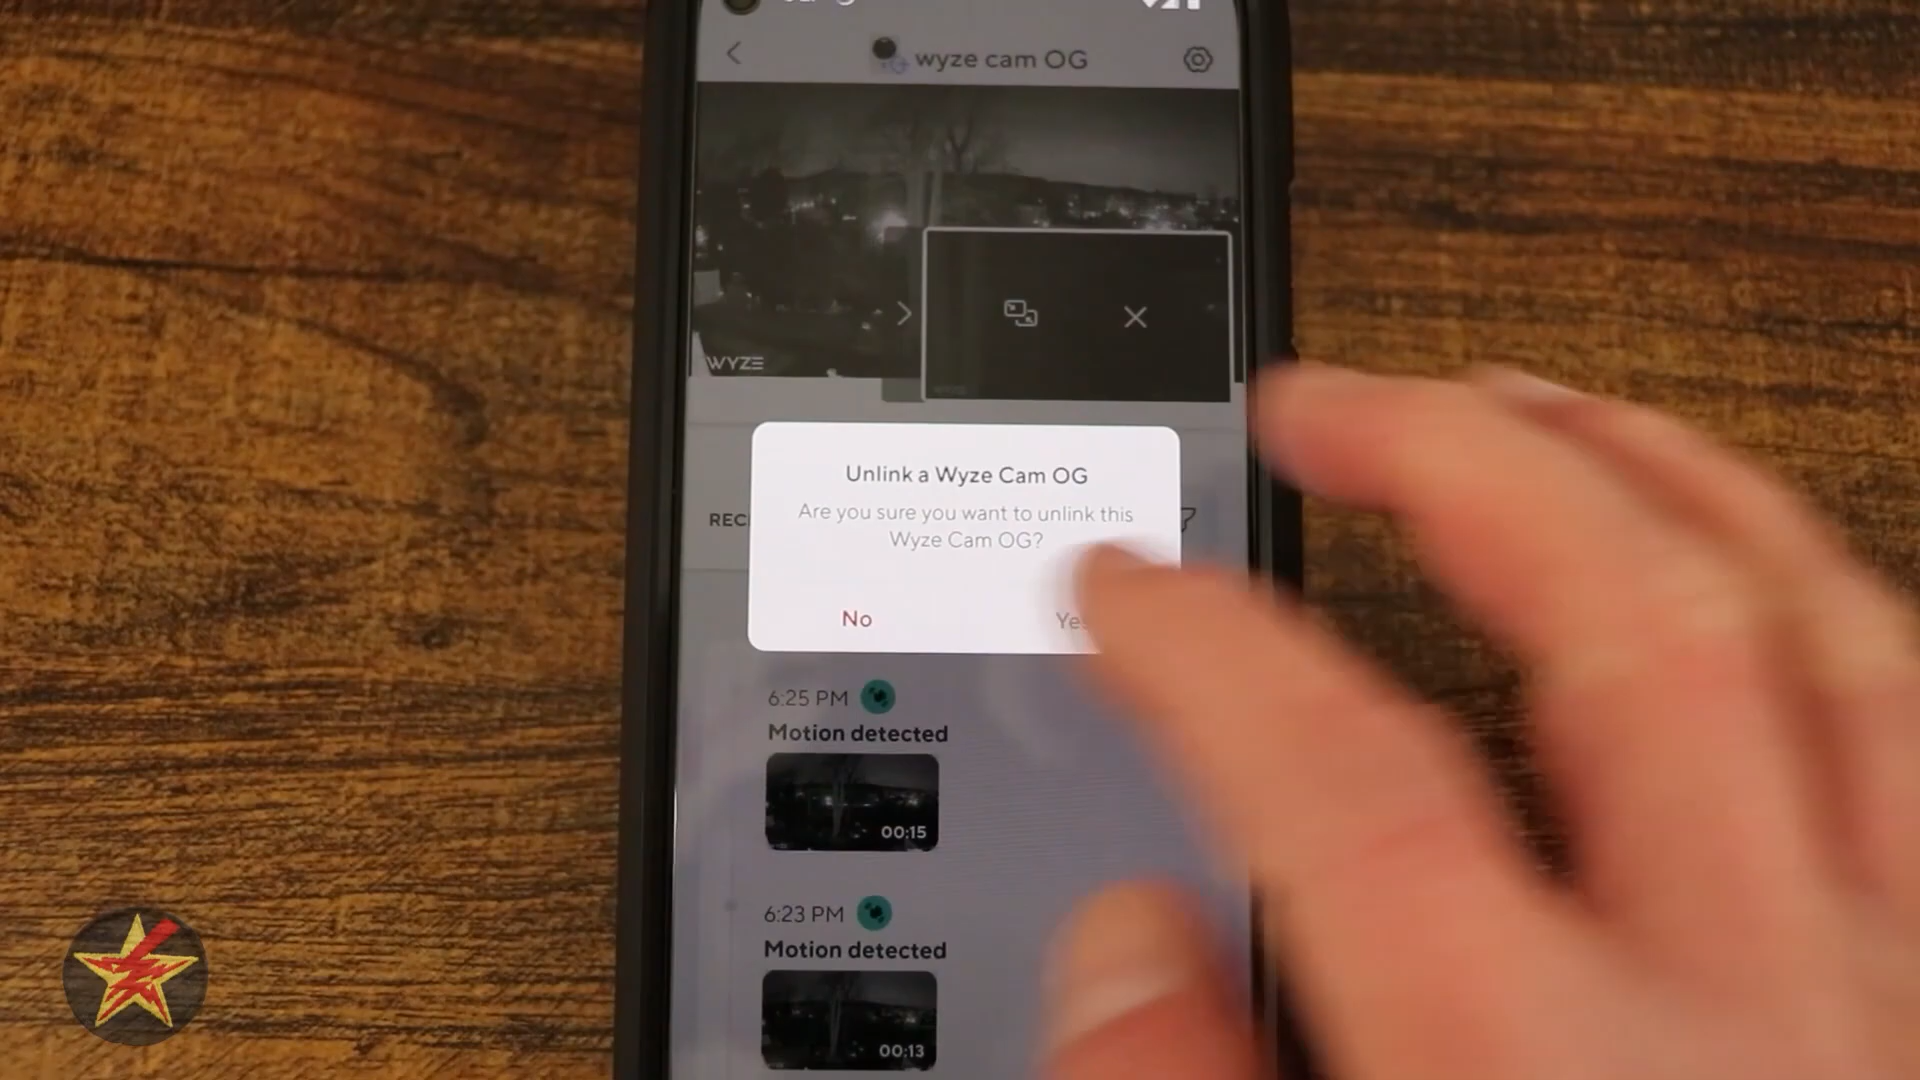 wyze cam OG
WYZE
Unlink a Wyze Cam OG
Are you sure you want to unlink this
Wyze Cam OG?
No
6:25 PM
Motion detected
00:15
6:23 PM
Motion detected
00:13